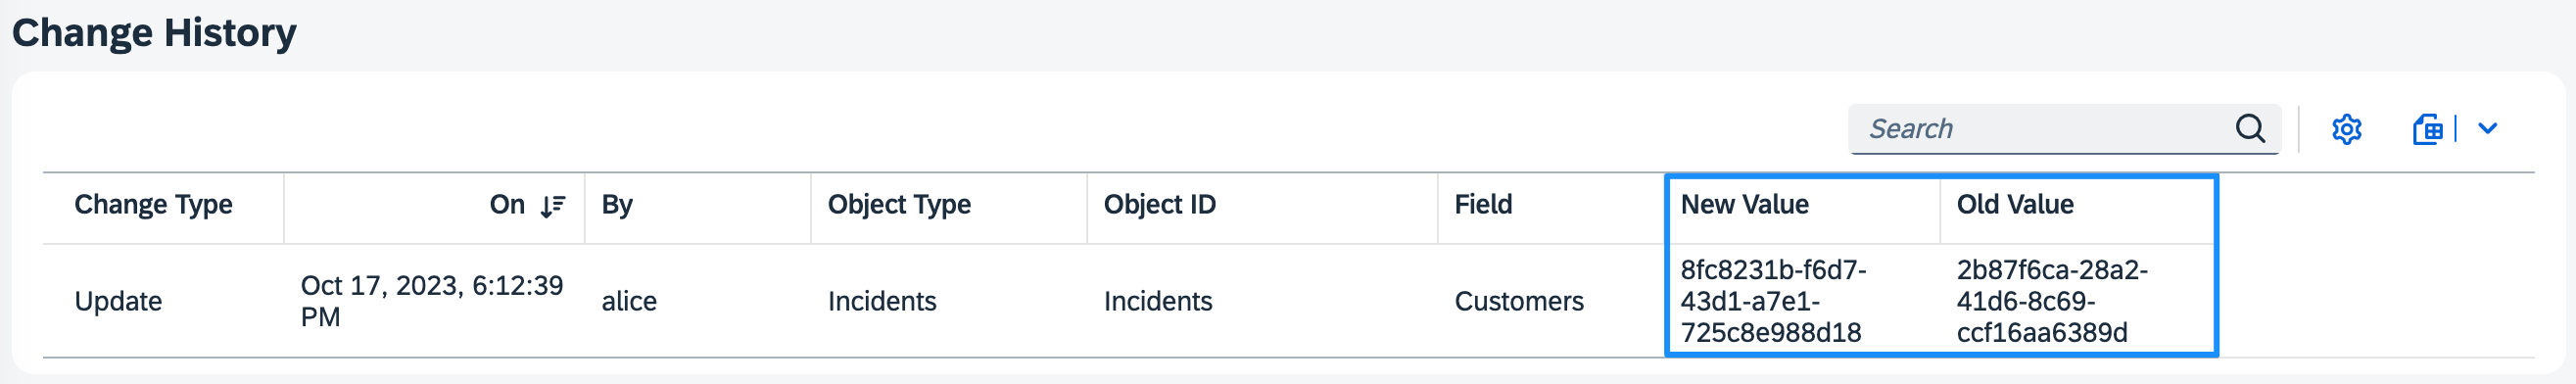 Change History
Search
Change Type On By Object Type Object ID Field New Value Old Value
Update
Oct 17, 2023, 6:12:39
PM
alice
Incidents
Incidents
Customers
8fc8231b-f6d7-
43d1-a7e1-
725c8e988d18
2b87f6ca-28a2-
41d6-8c69-
ccf16aa6389d